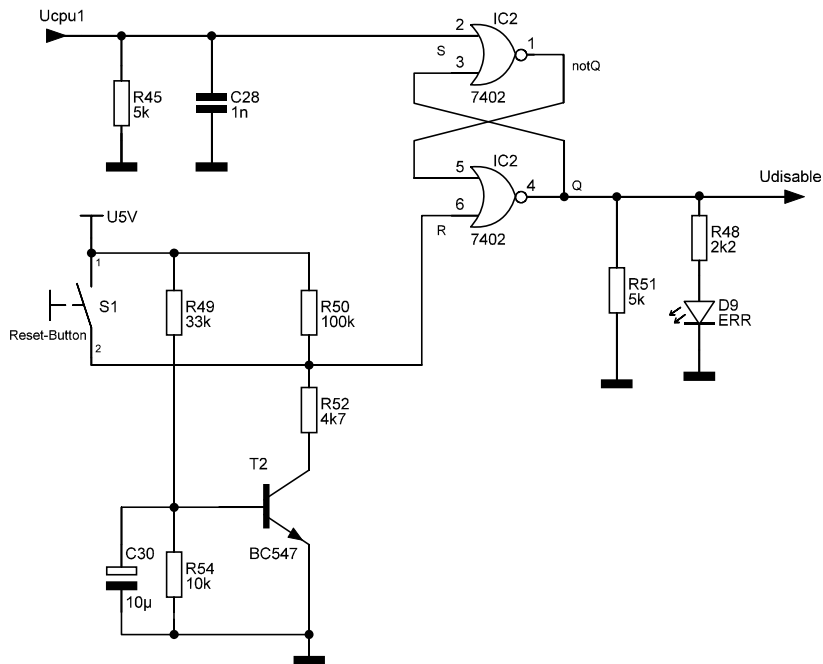 Ucpu1
IC2
2
1
S
3
notQ
7402
R45
5k
C28
1n
IC2
5
4
Q
Udisable
6
R
7402
U5V
1
S1
Reset-Button
2
R49
33k
R50
100k
R51
5k
R48
2k2
D9
ERR
R52
4k7
T2
BC547
C30
10µ
R54
10k